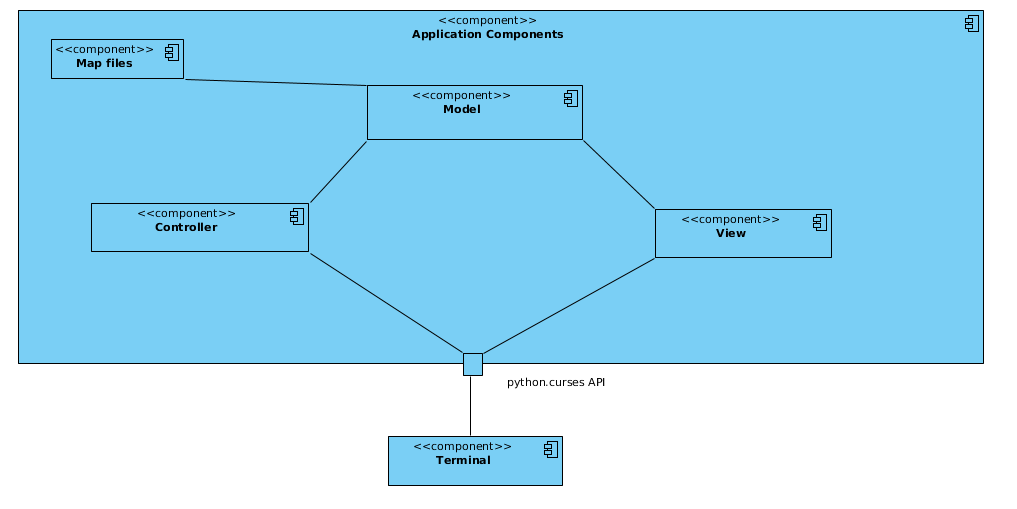 <<component>>
Application Components
<<component>>
Map files
<<component>>
Model
<<component>>
Controller
<<component>>
View
python.curses API
<<component>>
Terminal